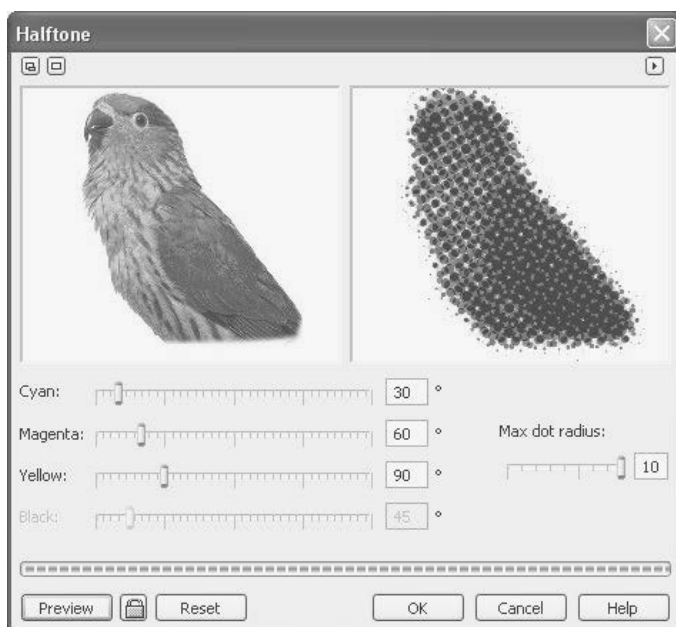 Halftone
Cyan: 30 °
Magenta: 60 °
Max dot radius:
Yellow: 90 °
10
Black: 45 °
Preview Reset OK Cancel Help